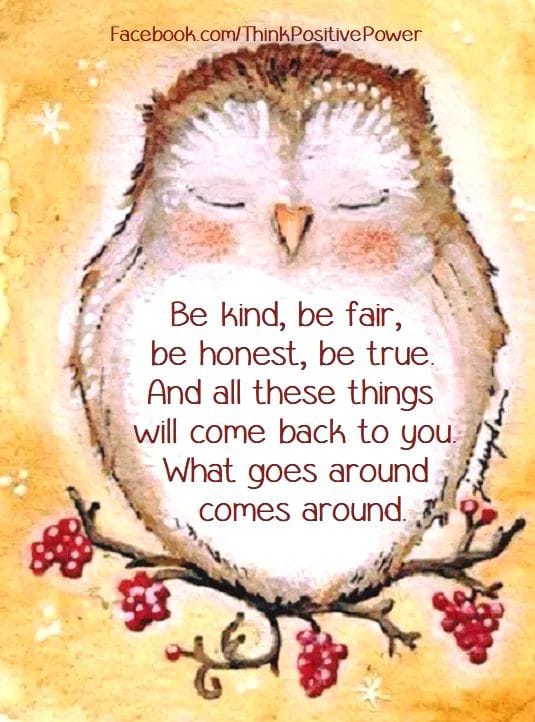 Facebook.com/ThinkPositivePower
Be kind, be fair,
be honest, be true.
And all these things
will come back to you.
What goes around
comes around.